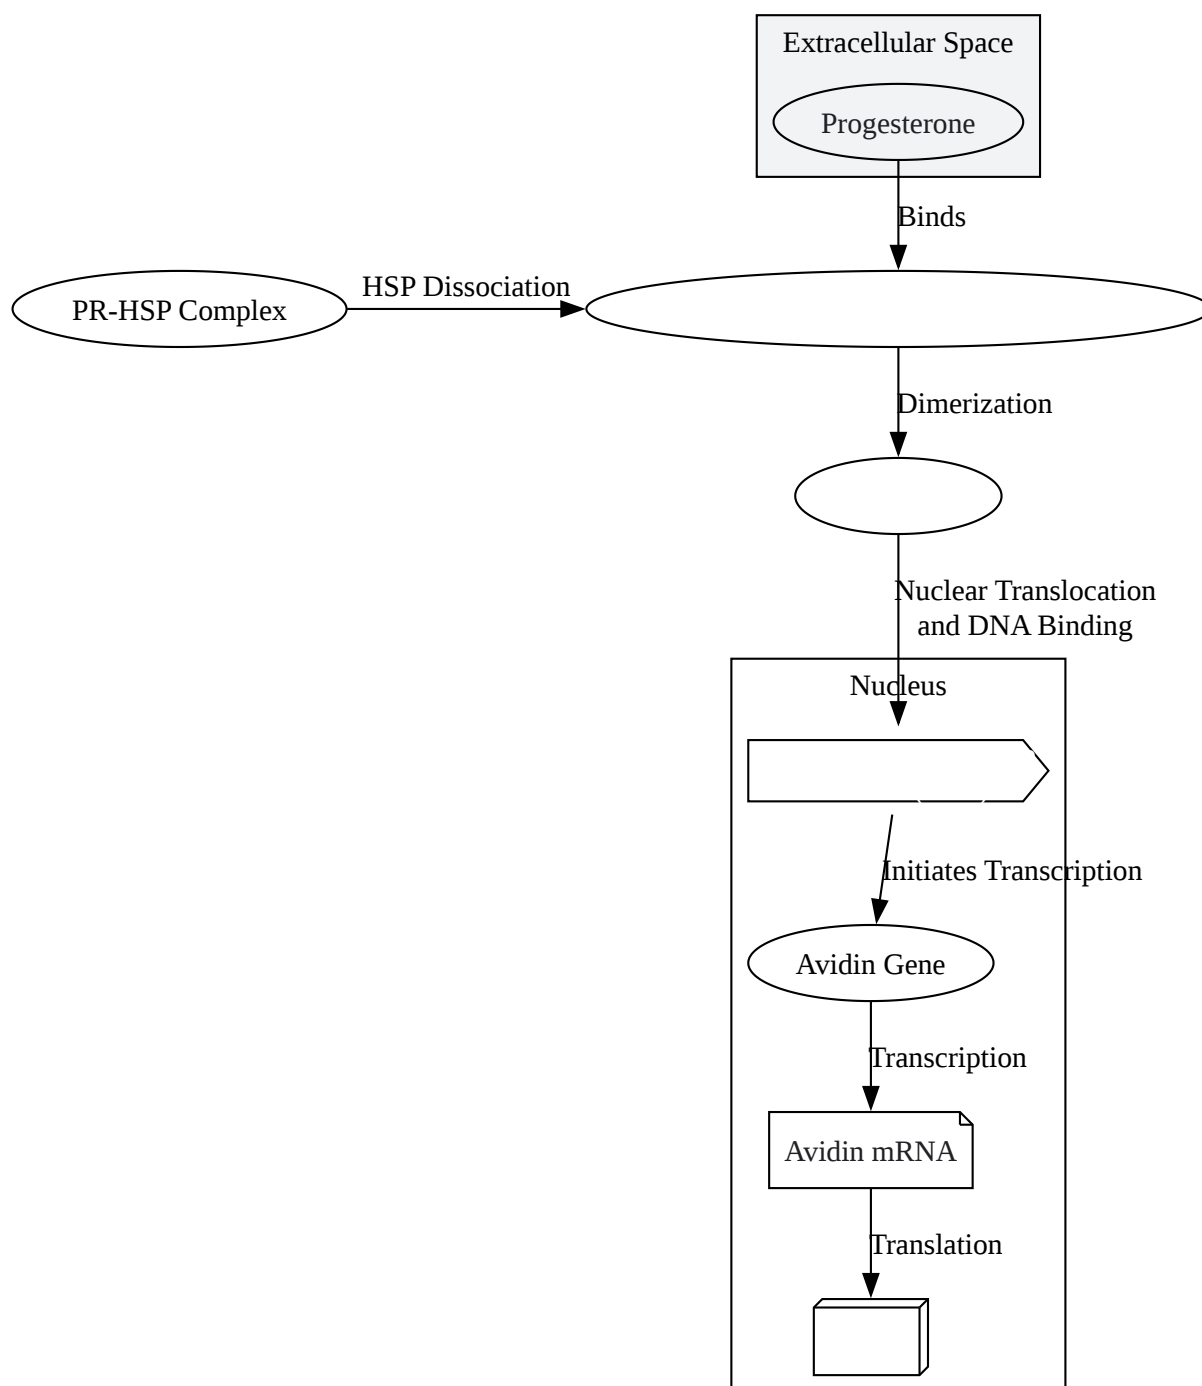 Extracellular Space
Progesterone
Binds
HSP Dissociation
PR-HSP Complex
Dimerization
Nuclear Translocation
and DNA Binding
Nucleus
Initiates Transcription
Avidin Gene
Transcription
Avidin mRNA
Translation